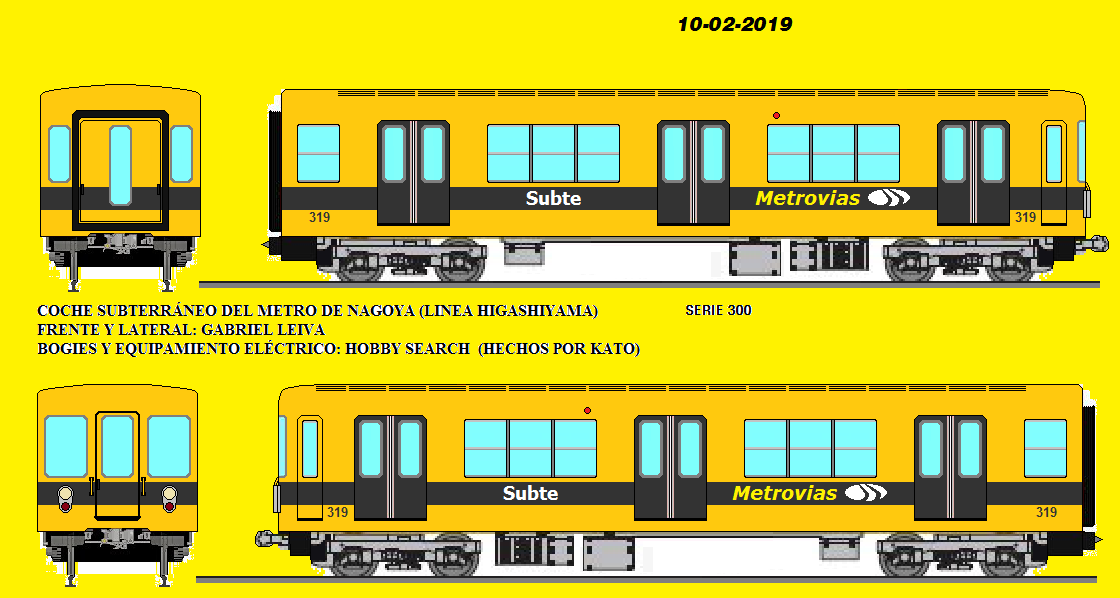 10-02-2019
Subte
Metrovias
319
319
COCHE SUBTERRÁNEO DEL METRO DE NAGOYA (LINEA HIGASHIYAMA)
SERIE 300
FRENTE Y LATERAL: GABRIEL LEIVA
BOGIES Y EQUIPAMIENTO ELÉCTRICO: HOBBY SEARCH (HECHOS POR KATO)
Subte
Metrovias
319
319